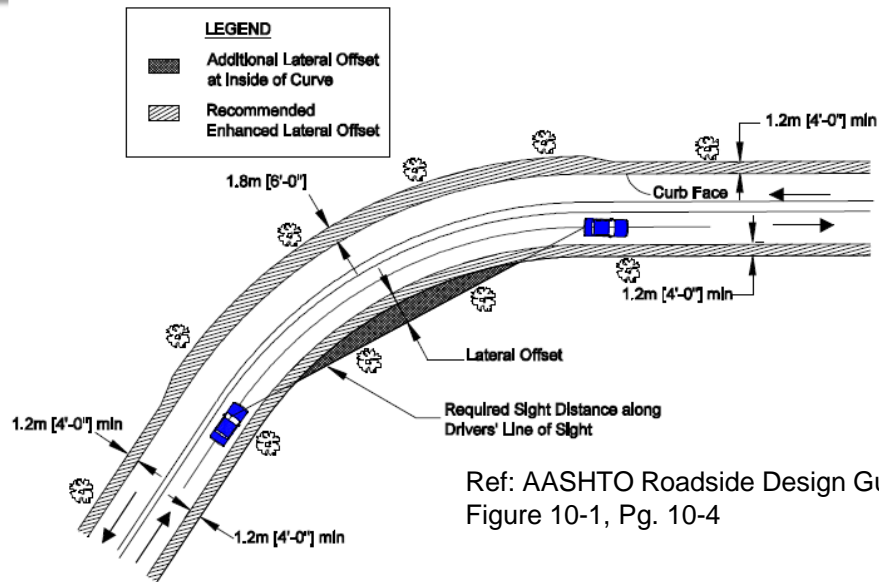 LEGEND
Additional Lateral Offset
at Inside of Curve
Recommended
Enhanced Lateral Offset
1.2m [4'-0"] min
1.8m [6'-0"]
Curb Face
1.2m [4'-0"] min
Lateral Offset
Required Sight Distance along
Drivers' Line of Sight
1.2m [4'-0"] min
1.2m [4'-0"] min
Ref: AASHTO Roadside Design Gu
Figure 10-1, Pg. 10-4